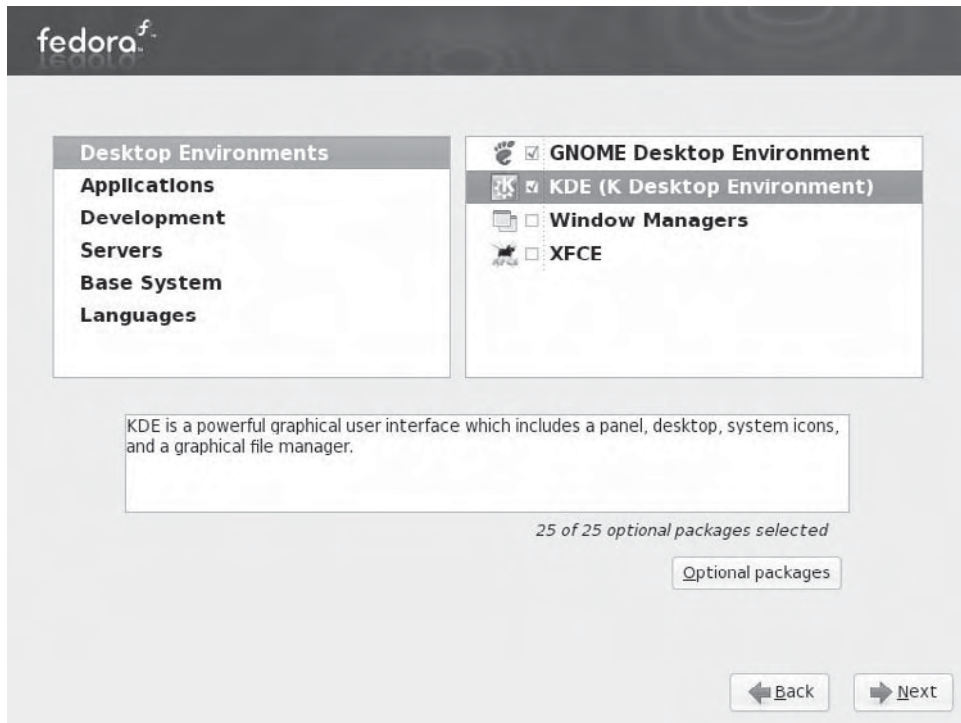 fedora
Desktop Environments
Applications
Development
Servers
Base System
Languages
GNOME Desktop Environment
KDE (K Desktop Environment)
Window Managers
XFCE
KDE is a powerful graphical user interface which includes a panel, desktop, system icons,
and a graphical file manager.
25 of 25 optional packages selected
Optional packages
Back
Next